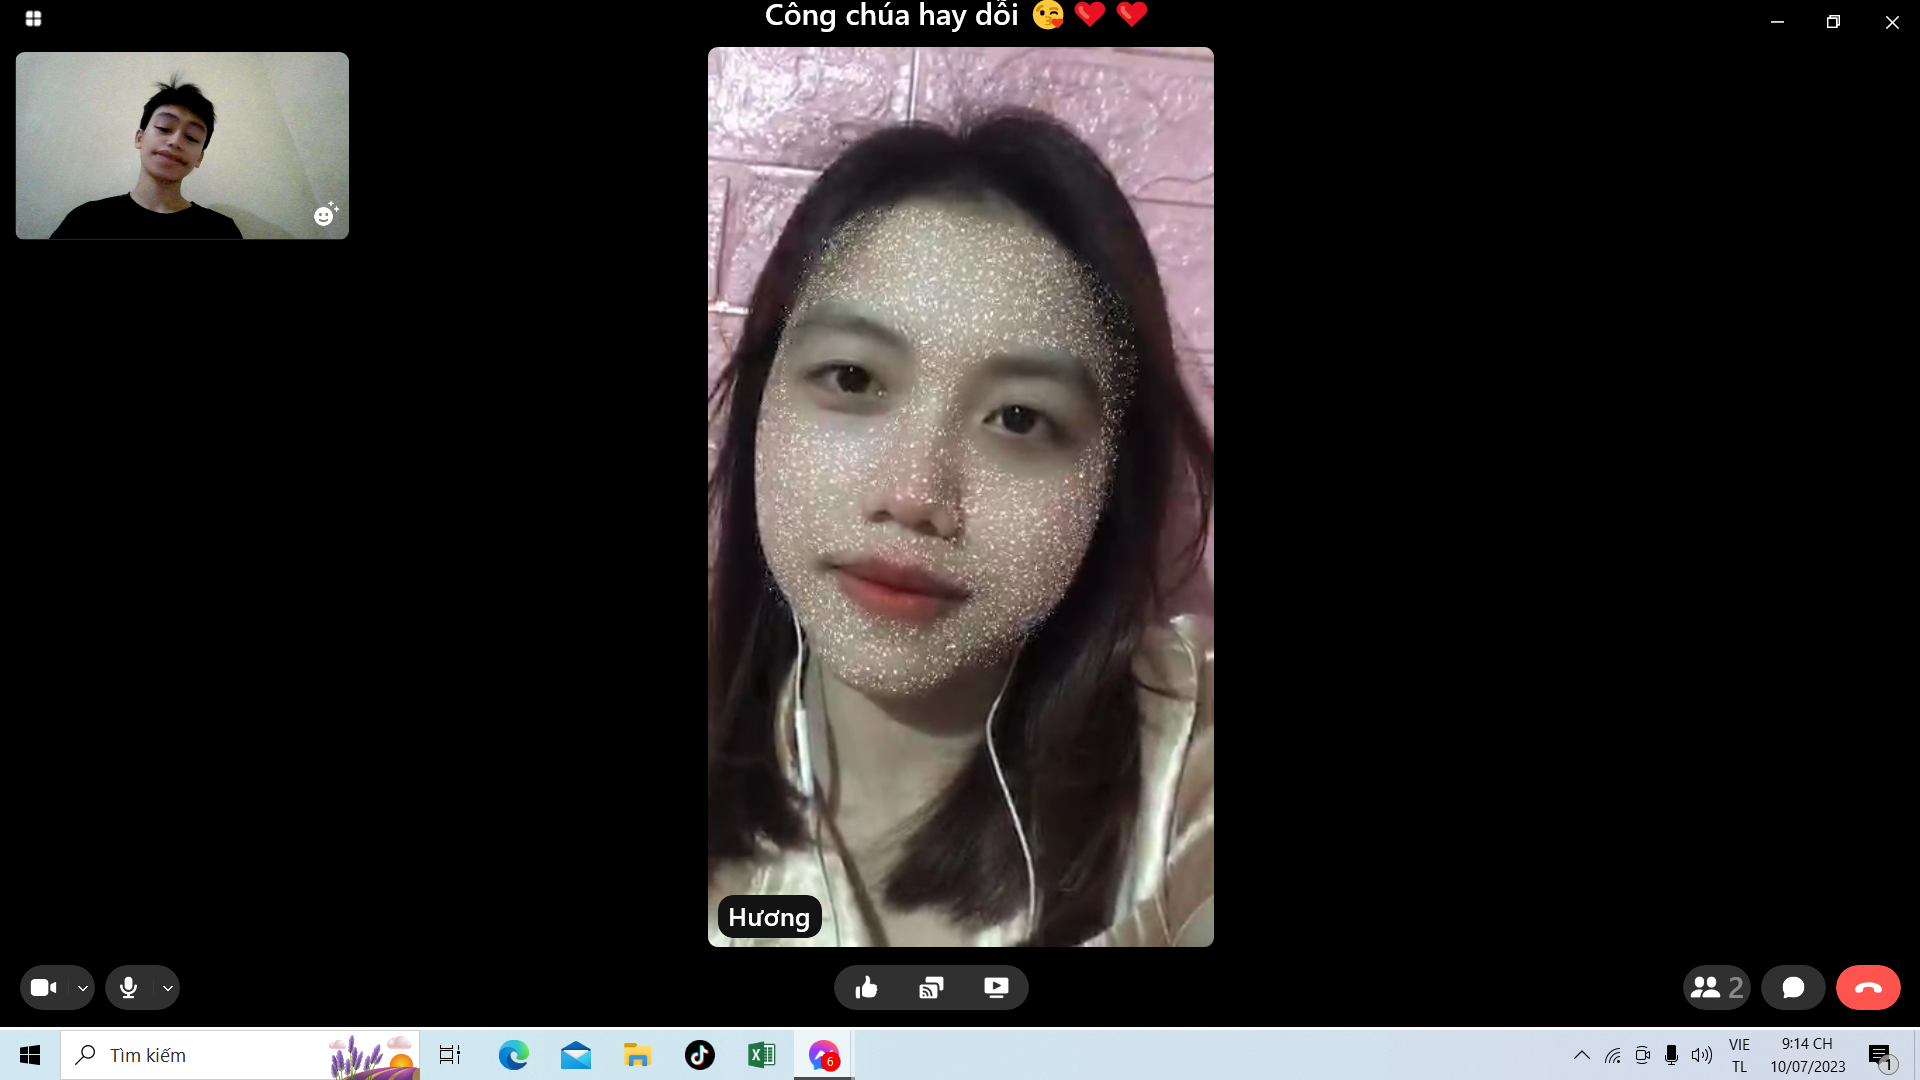 Công chúa hay dỗi 😘❤️❤️
Hương
2
Tìm kiếm
6
VIE
TL
9:14 CH
10/07/2023
1